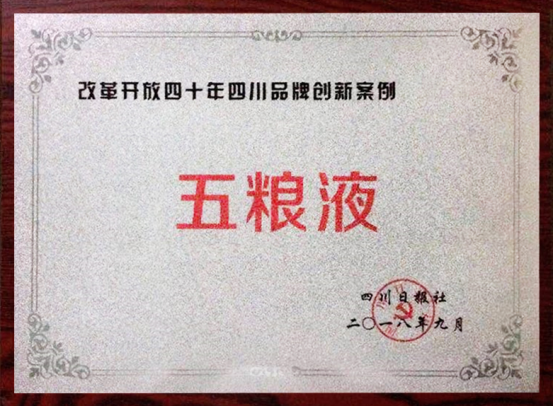 改革开放四十年四川品牌创新案例
五粮液
四川日报社
二〇一八年九月